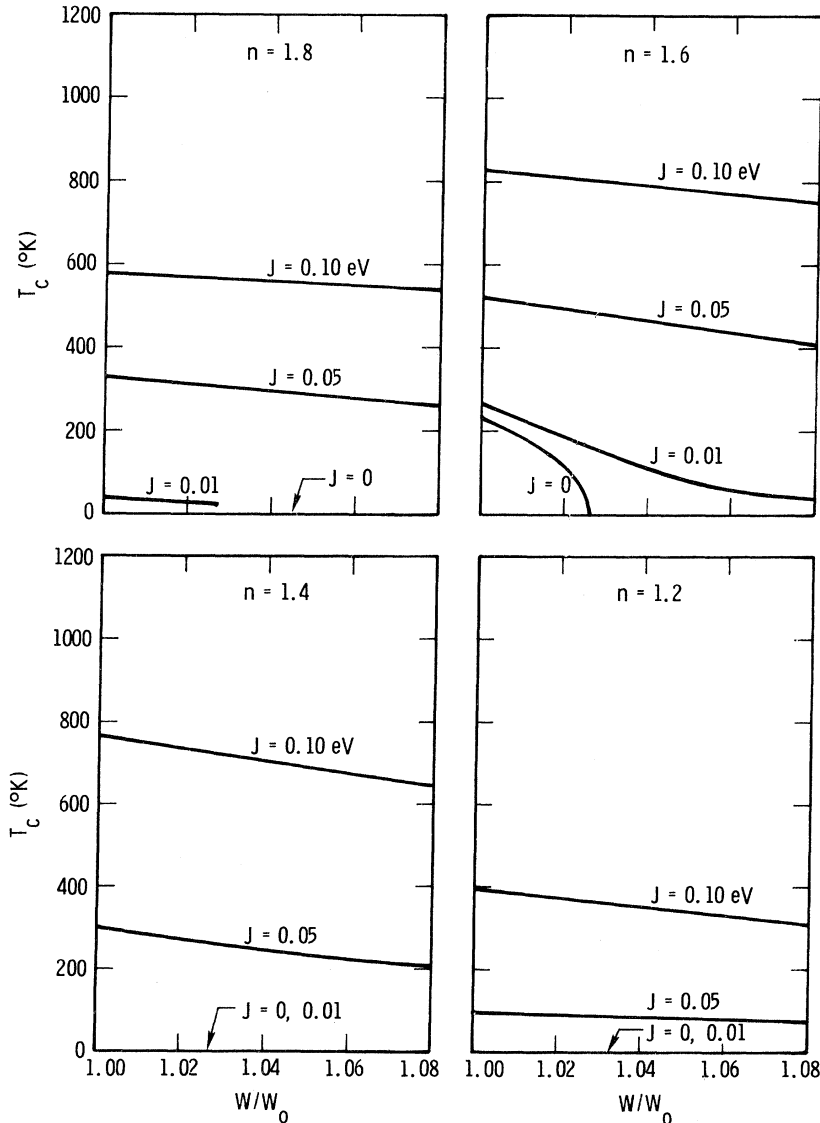 1200
1000
800
600
400
200
0
T_C (°K)
n = 1.8
J = 0.10 eV
J = 0.05
J = 0.01
J = 0
n = 1.6
J = 0.10 eV
J = 0.05
J = 0.01
J = 0
1200
1000
800
600
400
200
0
T_C (°K)
n = 1.4
J = 0.10 eV
J = 0.05
J = 0, 0.01
1.00 1.02 1.04 1.06 1.08
W/W_o
n = 1.2
J = 0.10 eV
J = 0.05
J = 0, 0.01
1.00 1.02 1.04 1.06 1.08
W/W_o